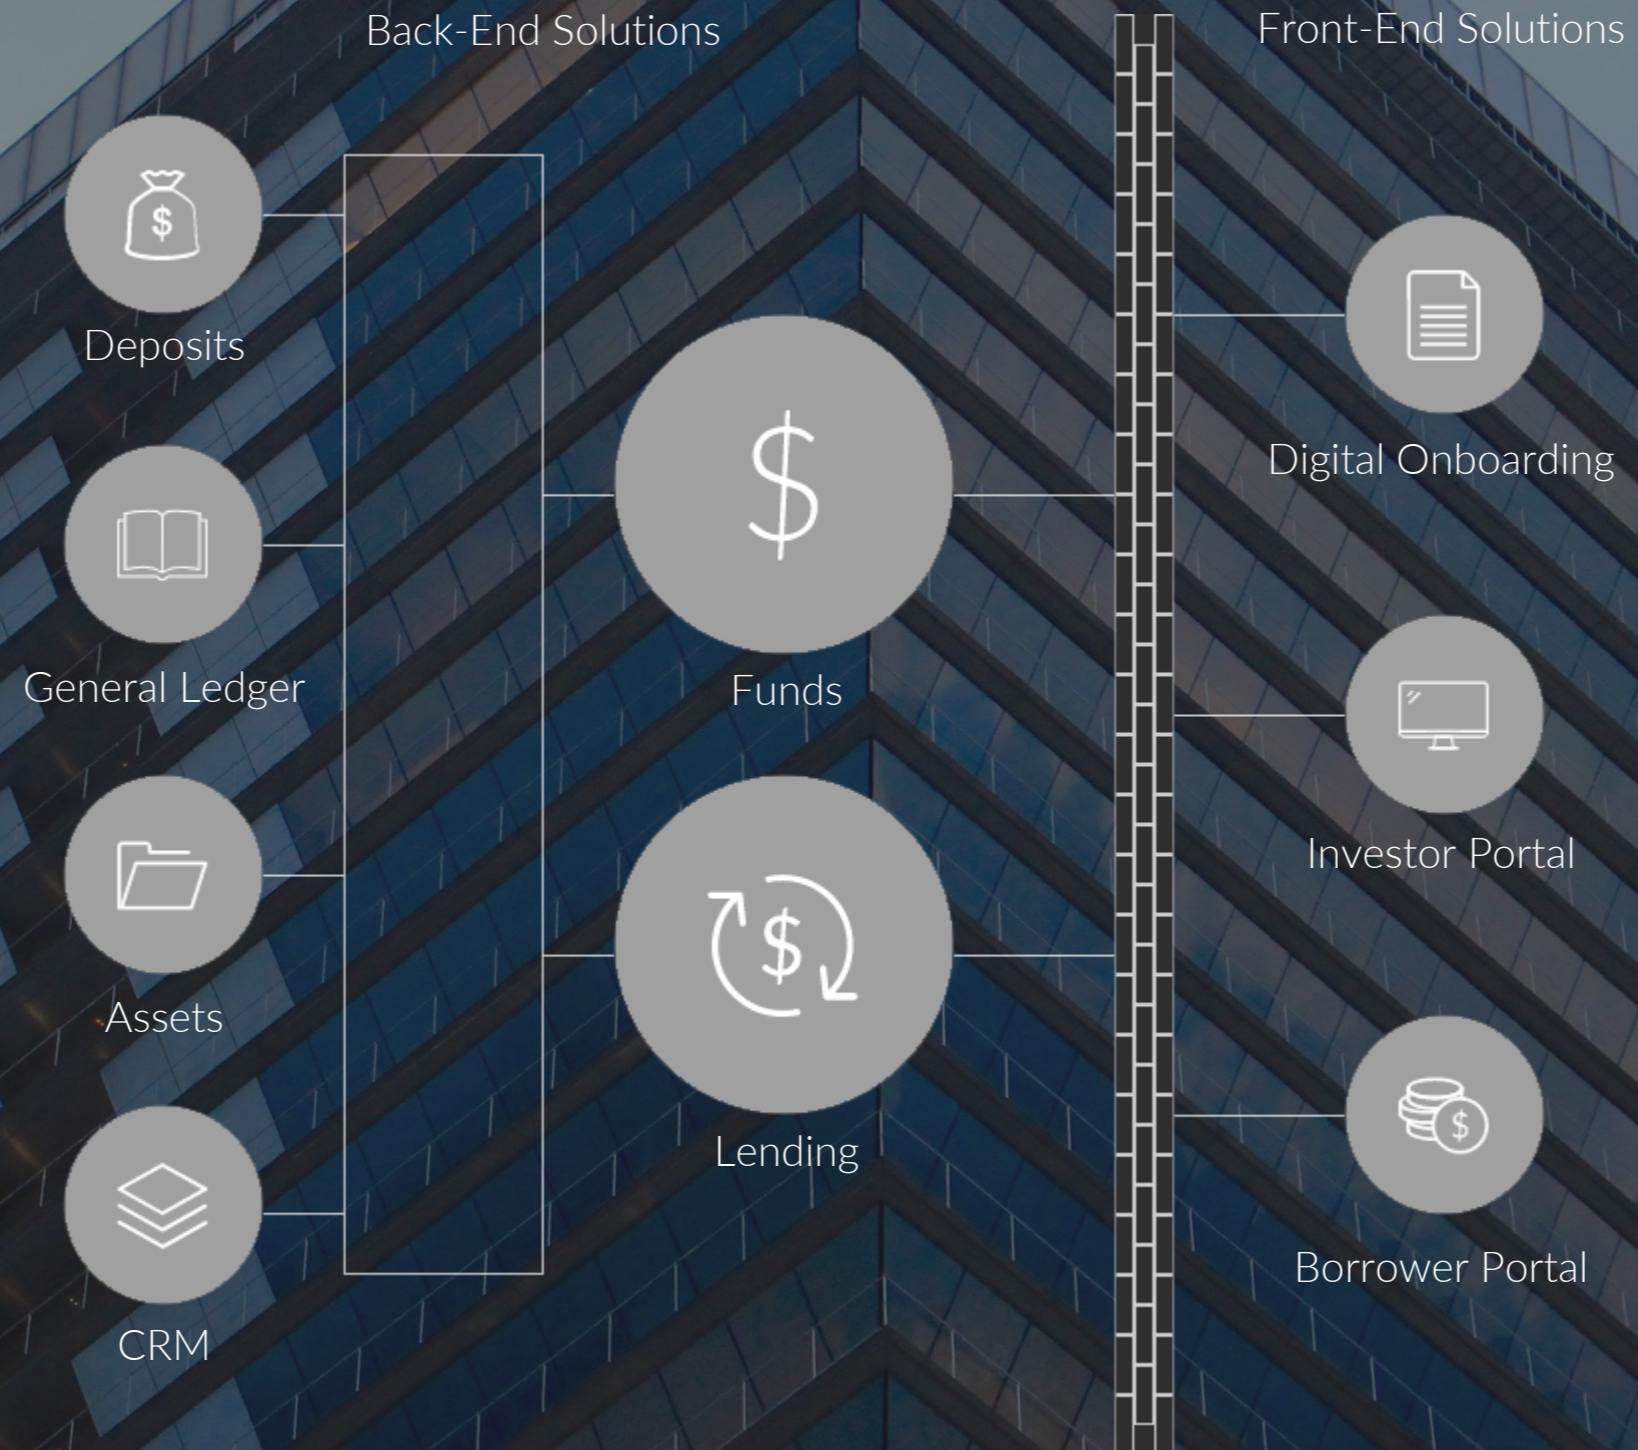 Back-End Solutions
Front-End Solutions
$
Deposits
General Ledger
Assets
CRM
$
Funds
$
Lending
Digital Onboarding
Investor Portal
$
Borrower Portal